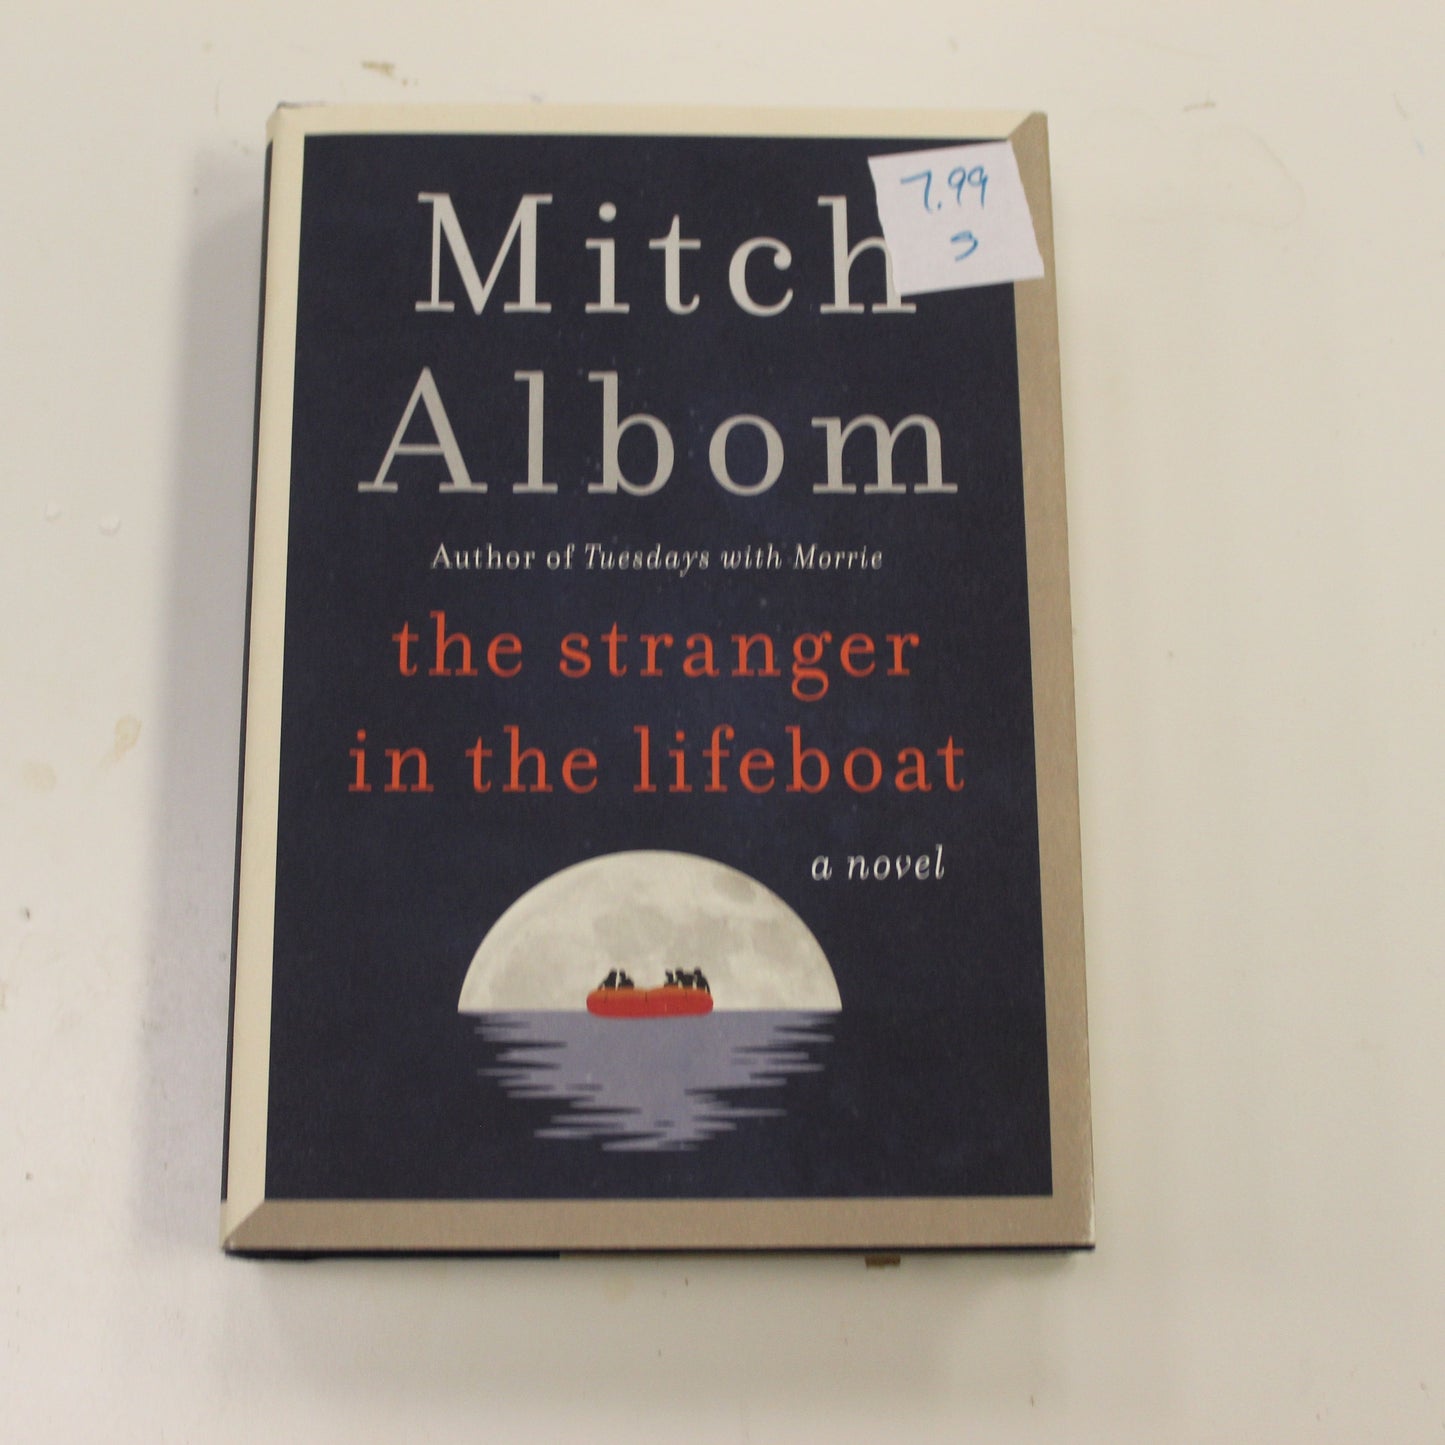 Mitch
Albom
7.99
Author of Tuesdays with Morrie
the stranger
in the lifeboat
a novel